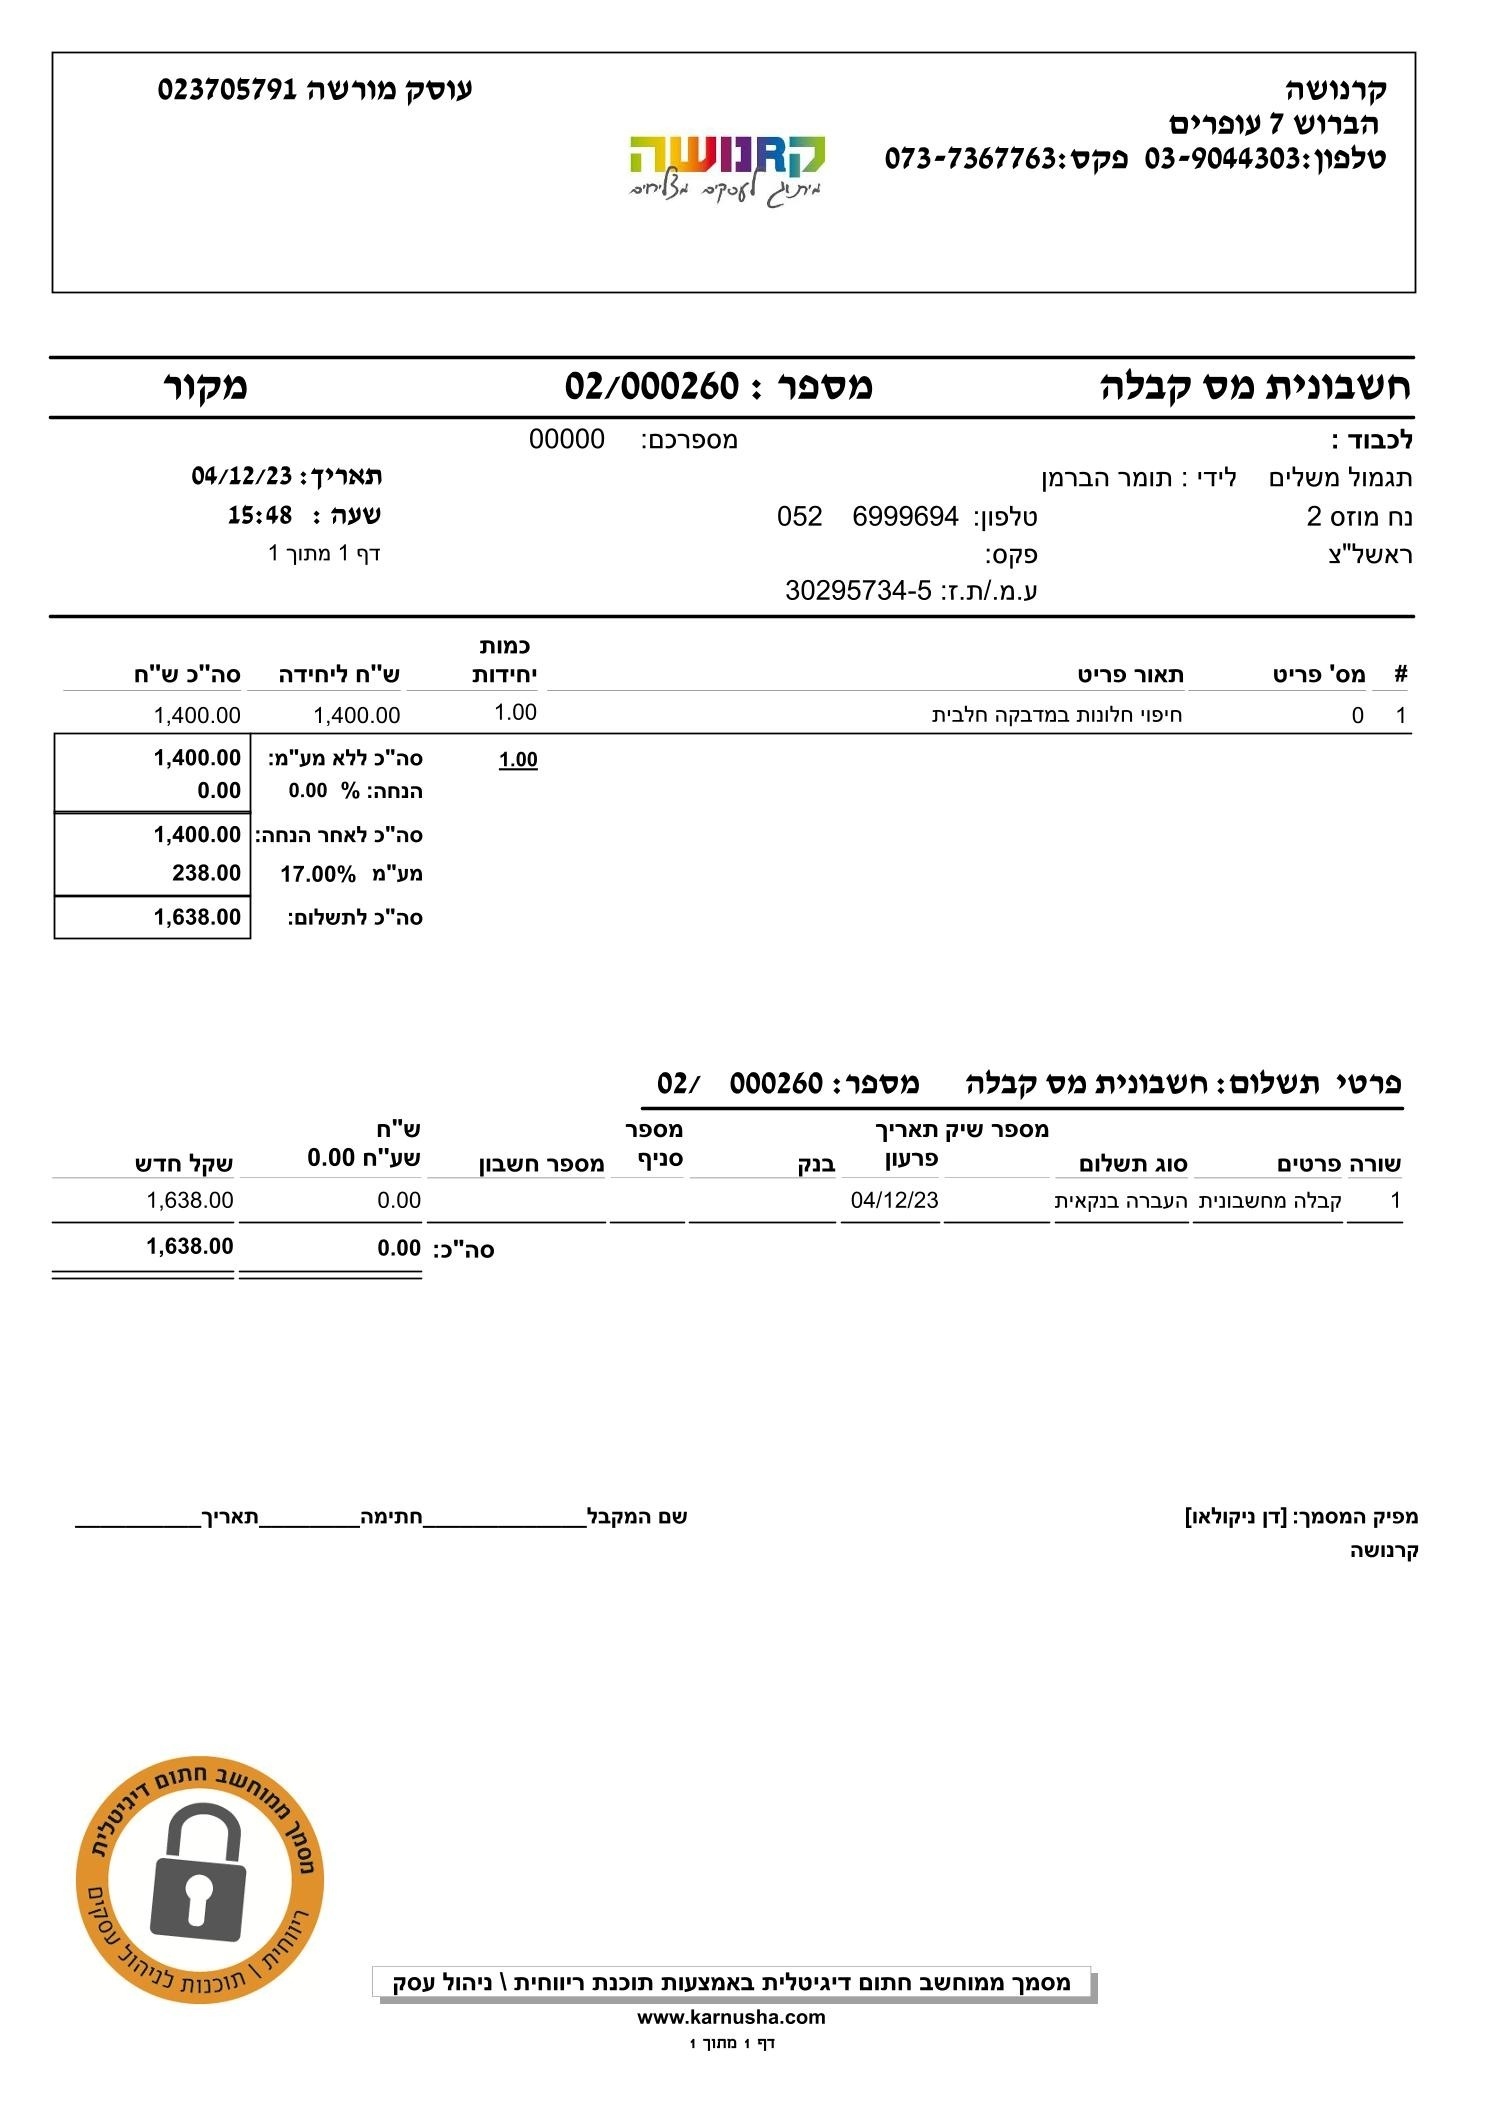 קרנושה
עוסק מורשה 023705791
הברוש 7 עופרים
טלפון:03-9044303 פקס:073-7367763
קRנושה
מיתוג לעסקים מצליחים
חשבונית מס קבלה מספר : 02/000260 מקור
לכבוד : מספרכם: 00000
תגמול משלים לידי : תומר הברמן תאריך: 04/12/23
נח מוזס 2 טלפון: 6999694 052 שעה : 15:48
ראשל"צ פקס: דף 1 מתוך 1
ע.מ./ת.ז: 30295734-5
# מס' פריט תאור פריט כמות יחידות ש"ח ליחידה סה"כ ש"ח
1 0 חיפוי חלונות במדבקה חלבית 1.00 1,400.00 1,400.00
1.00 סה"כ ללא מע"מ: 1,400.00
הנחה: % 0.00 0.00
סה"כ לאחר הנחה: 1,400.00
מע"מ 17.00% 238.00
סה"כ לתשלום: 1,638.00
פרטי תשלום: חשבונית מס קבלה מספר: 000260 /02
שורה פרטים סוג תשלום מספר שיק תאריך פרעון בנק מספר סניף מספר חשבון ש"ח שע"ח 0.00 שקל חדש
1 קבלה מחשבונית העברה בנקאית 04/12/23 0.00 1,638.00
סה"כ: 0.00 1,638.00
מפיק המסמך: [דן ניקולאו] שם המקבל_____________חתימה________תאריך__________
קרנושה
מסמך ממוחשב חתום דיגיטלית
ריווחית \ תוכנות לניהול עסקים
מסמך ממוחשב חתום דיגיטלית באמצעות תוכנת ריווחית \ ניהול עסק
www.karnusha.com
דף 1 מתוך 1